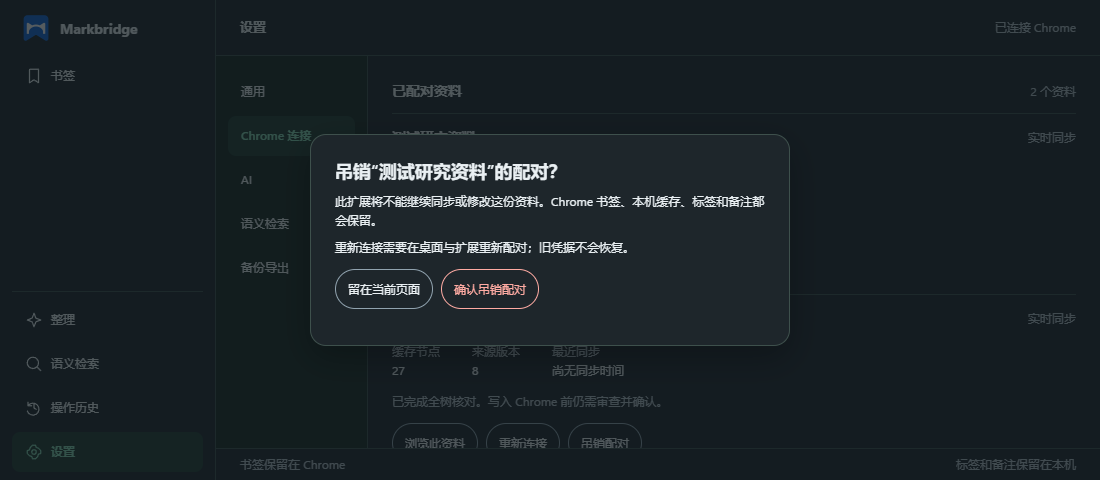 Markbridge
设置
已连接 Chrome
书签
整理
语义检索
操作历史
设置
通用
Chrome 连接
AI
语义检索
备份导出
已配对资料
2 个资料
实时同步
吊销“测试研究资料”的配对？
此扩展将不能继续同步或修改这份资料。Chrome 书签、本机缓存、标签和备注都
会保留。
重新连接需要在桌面与扩展重新配对；旧凭据不会恢复。
留在当前页面
确认吊销配对
实时同步
缓存节点
来源版本
最近同步
27
8
尚无同步时间
已完成全树核对。写入 Chrome 前仍需审查并确认。
浏览此资料
重新连接
吊销配对
书签保留在 Chrome
标签和备注保留在本机